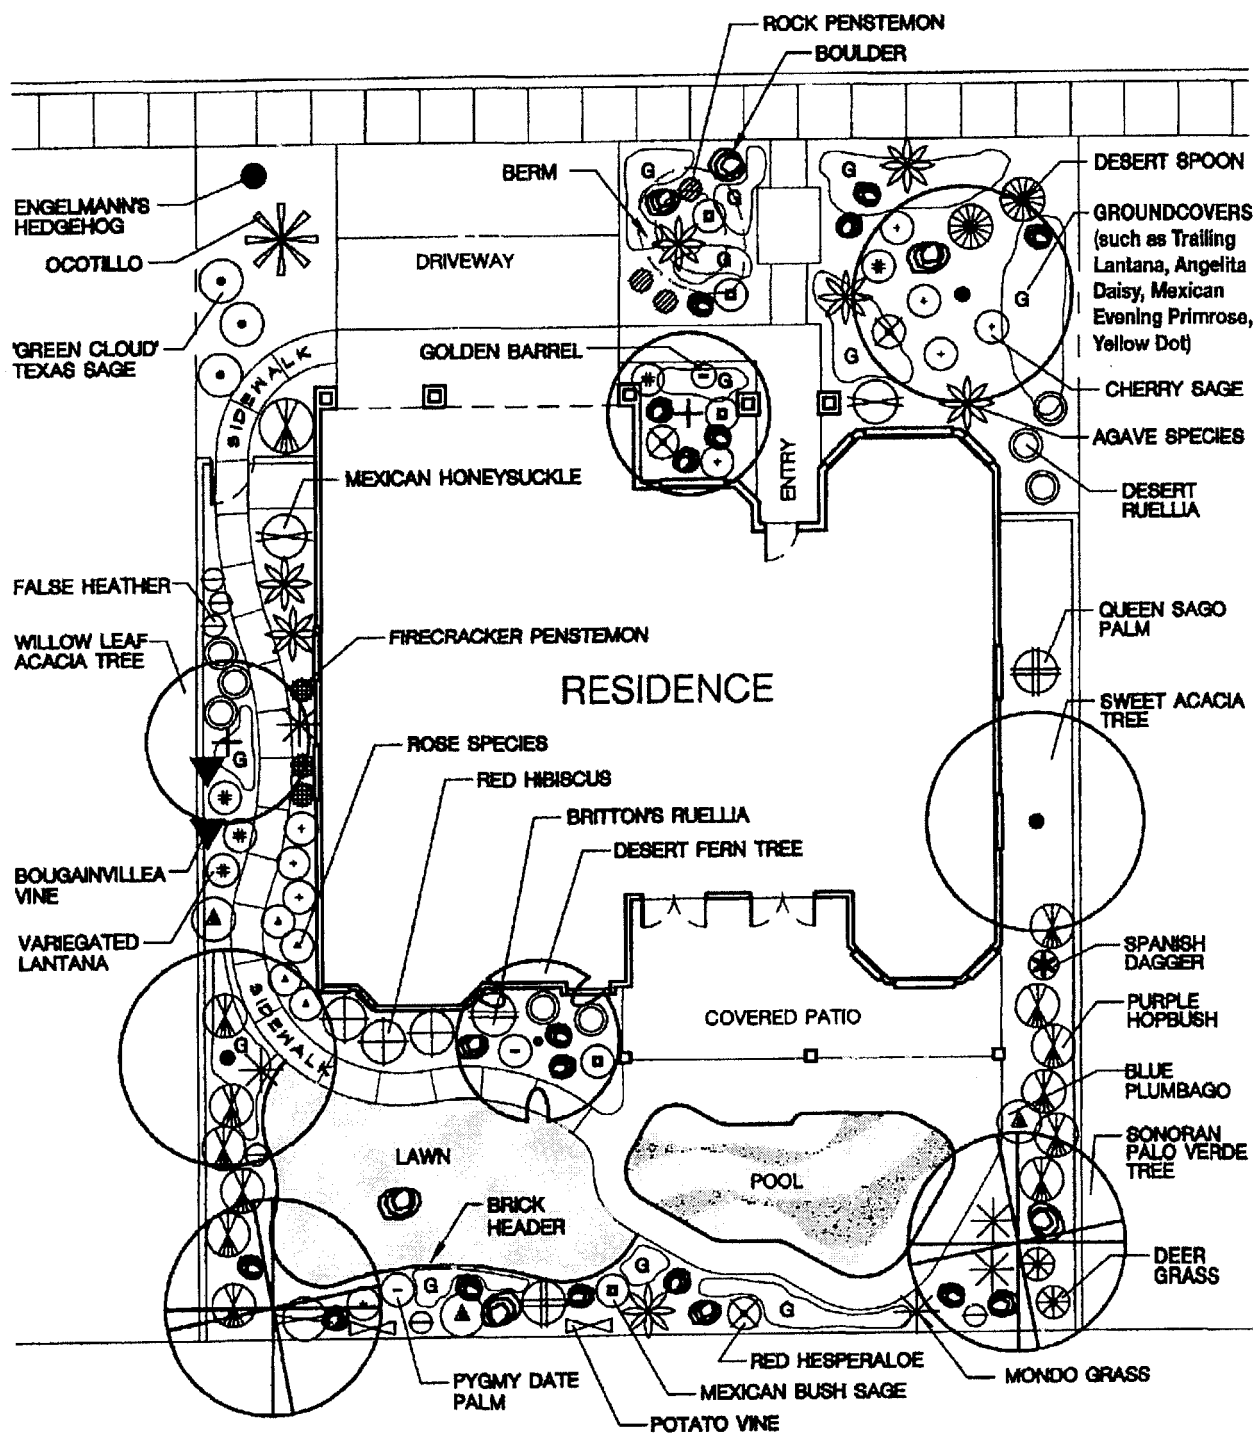 ROCK PENSTEMON
BOULDER
BERM
DESERT SPOON
ENGELMANN'S
HEDGEHOG
GROUNDCOVERS
(such as Trailing
Lantana, Angelita
Daisy, Mexican
Evening Primrose,
Yellow Dot)
OCOTILLO
DRIVEWAY
G
G
G
G
G
G
'GREEN CLOUD'
TEXAS SAGE
SIDEWALK
GOLDEN BARREL
G
CHERRY SAGE
AGAVE SPECIES
ENTRY
MEXICAN HONEYSUCKLE
DESERT
RUELLIA
FALSE HEATHER
QUEEN SAGO
PALM
WILLOW LEAF
ACACIA TREE
FIRECRACKER PENSTEMON
RESIDENCE
SWEET ACACIA
TREE
G
ROSE SPECIES
RED HIBISCUS
BRITTON'S RUELLIA
DESERT FERN TREE
BOUGAINVILLEA
VINE
VARIEGATED
LANTANA
SPANISH
DAGGER
SIDEWALK
COVERED PATIO
PURPLE
HOPBUSH
G
BLUE
PLUMBAGO
LAWN
POOL
SONORAN
PALO VERDE
TREE
BRICK
HEADER
DEER
GRASS
G
G
G
RED HESPERALOE
MONDO GRASS
PYGMY DATE
PALM
MEXICAN BUSH SAGE
POTATO VINE